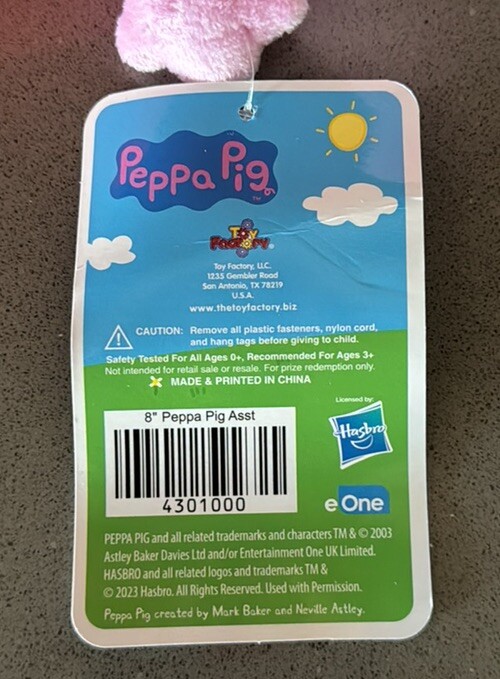 Peppa Pig
TM
Toy
Factory
Toy Factory, LLC.
1235 Gembler Road
San Antonio, TX 78219
U.S.A.
www.thetoyfactory.biz
CAUTION: Remove all plastic fasteners, nylon cord,
and hang tags before giving to child.
Safety Tested For All Ages 0+, Recommended For Ages 3+
Not intended for retail sale or resale. For prize redemption only.
MADE & PRINTED IN CHINA
Licensed by:
8" Peppa Pig Asst
4301000
Hasbro
eOne
PEPPA PIG and all related trademarks and characters TM & © 2003
Astley Baker Davies Ltd and/or Entertainment One UK Limited.
HASBRO and all related logos and trademarks TM &
© 2023 Hasbro. All Rights Reserved. Used with Permission.
Peppa Pig created by Mark Baker and Neville Astley.